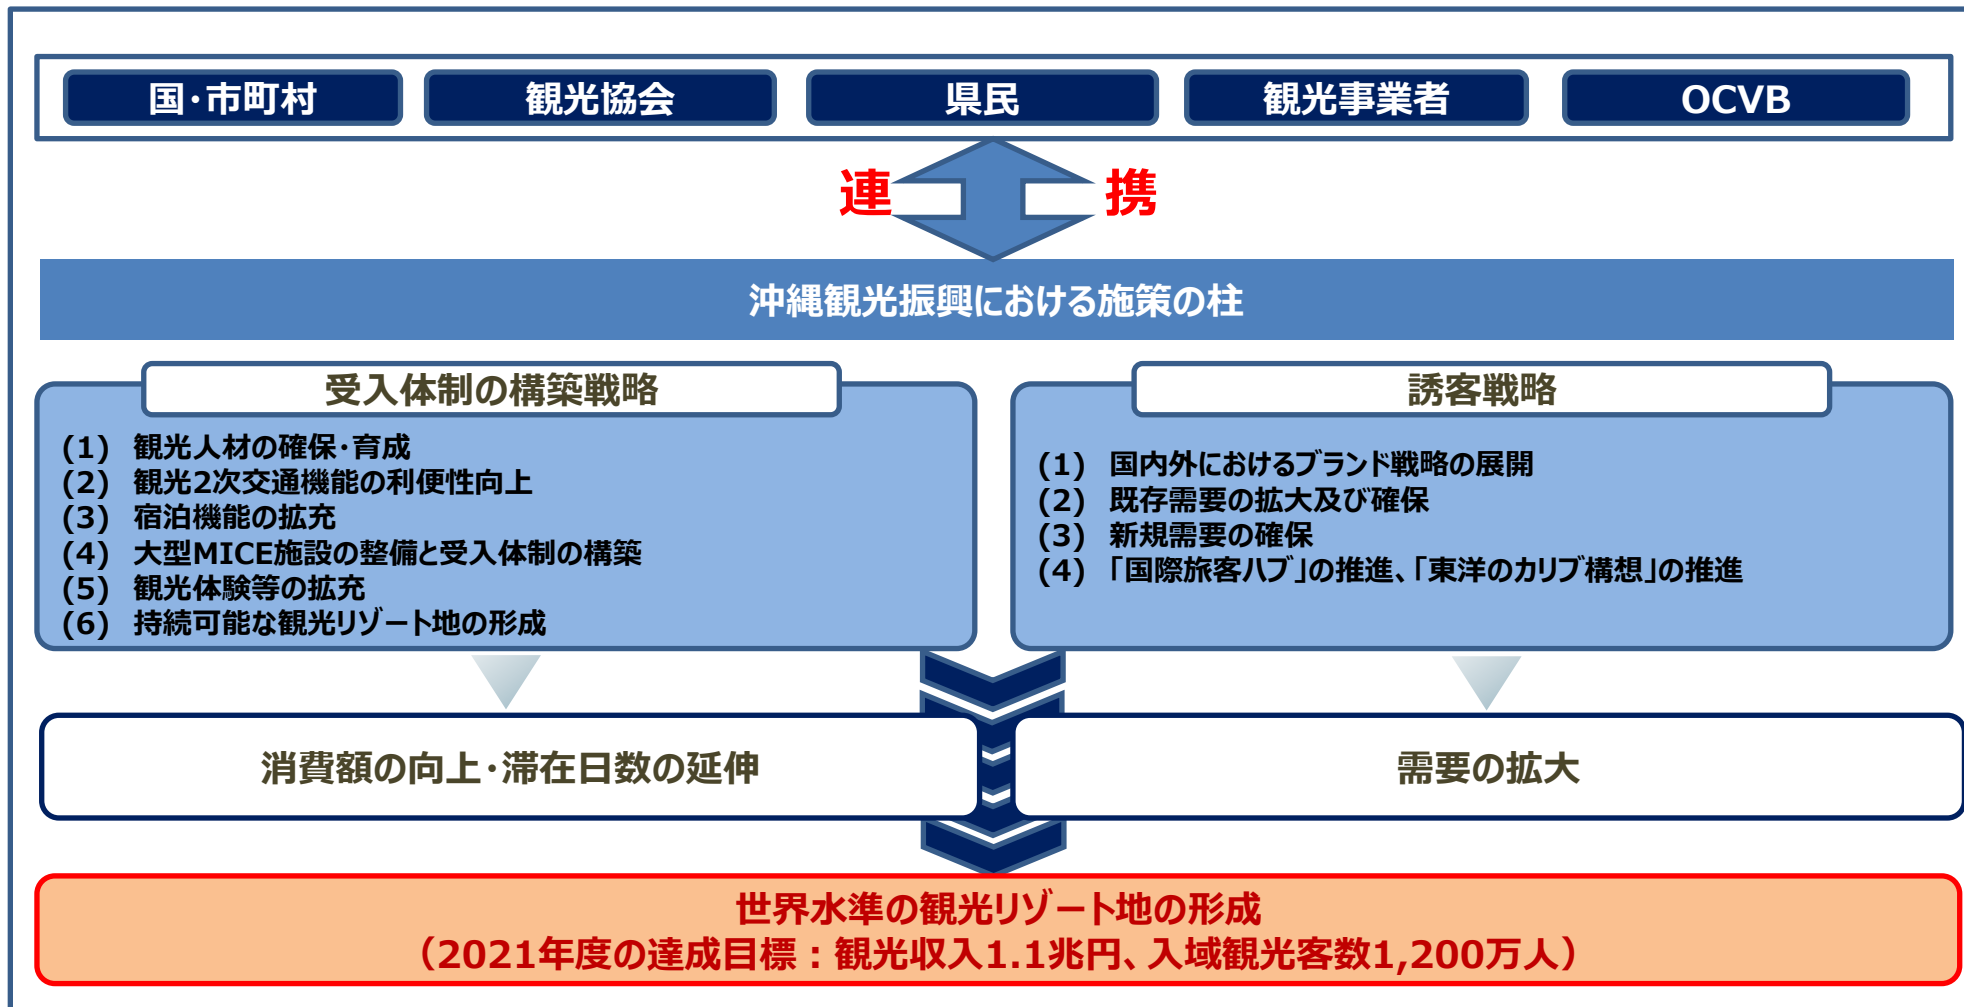 国・市町村
観光協会
県民
観光事業者
OCVB
連 携
沖縄観光振興における施策の柱
受入体制の構築戦略
(1) 観光人材の確保・育成
(2) 観光2次交通機能の利便性向上
(3) 宿泊機能の拡充
(4) 大型MICE施設の整備と受入体制の構築
(5) 観光体験等の拡充
(6) 持続可能な観光リゾート地の形成
誘客戦略
(1) 国内外におけるブランド戦略の展開
(2) 既存需要の拡大及び確保
(3) 新規需要の確保
(4) 「国際旅客ハブ」の推進、「東洋のカリブ構想」の推進
消費額の向上・滞在日数の延伸
需要の拡大
世界水準の観光リゾート地の形成
（2021年度の達成目標：観光収入1.1兆円、入域観光客数1,200万人）